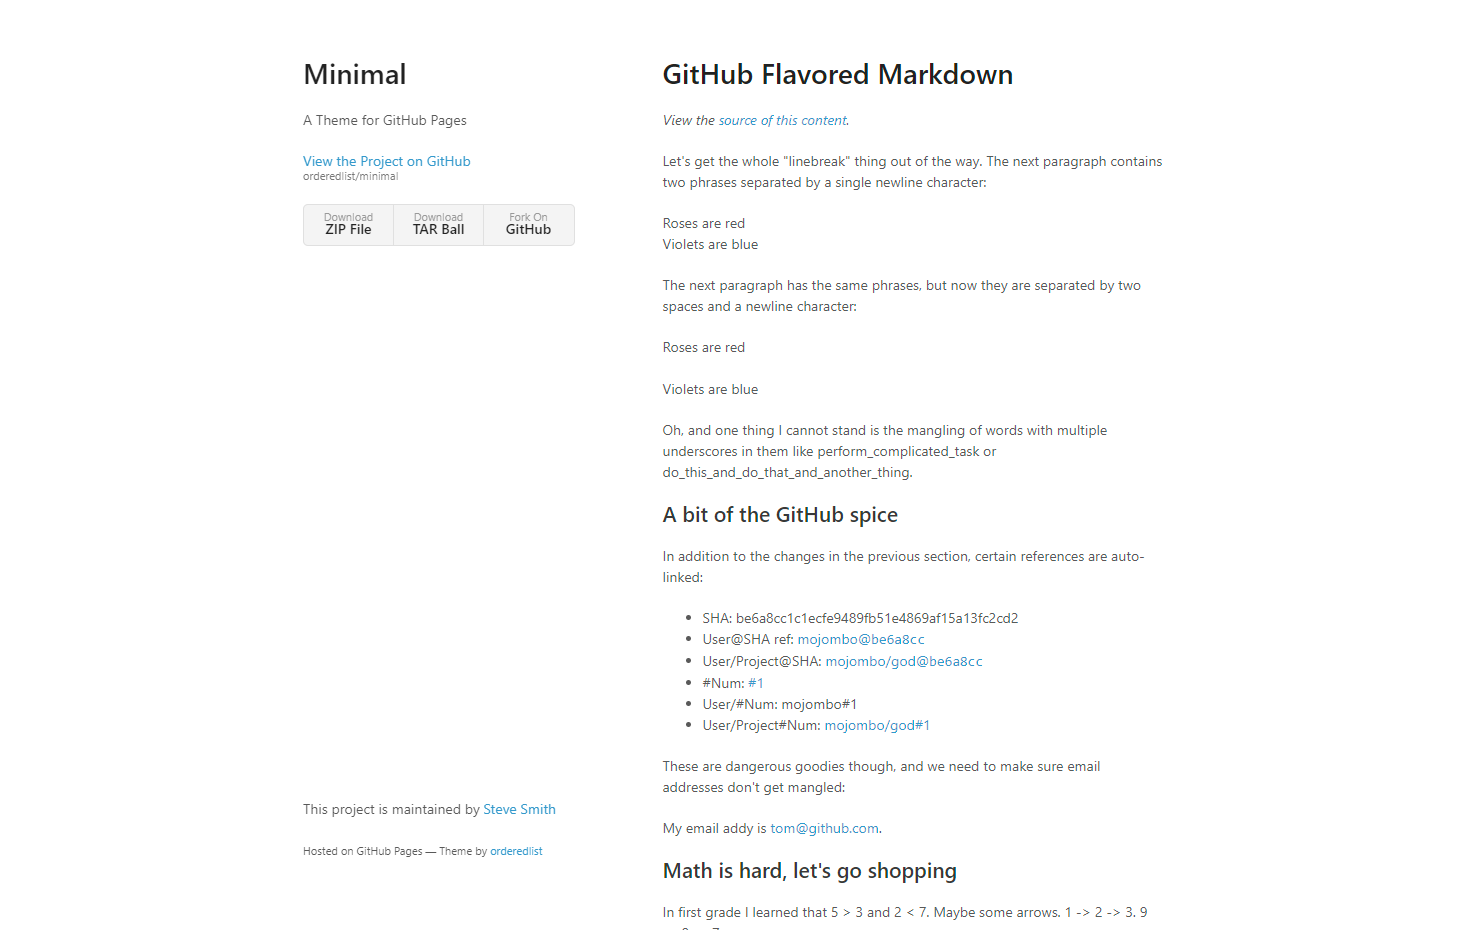 Minimal
A Theme for GitHub Pages
View the Project on GitHub
orderedlist/minimal
Download
ZIP File
Download
TAR Ball
Fork On
GitHub
This project is maintained by Steve Smith
Hosted on GitHub Pages — Theme by orderedlist
GitHub Flavored Markdown
View the source of this content.
Let's get the whole "linebreak" thing out of the way. The next paragraph contains
two phrases separated by a single newline character:
Roses are red
Violets are blue
The next paragraph has the same phrases, but now they are separated by two
spaces and a newline character:
Roses are red
Violets are blue
Oh, and one thing I cannot stand is the mangling of words with multiple
underscores in them like perform_complicated_task or
do_this_and_do_that_and_another_thing.
A bit of the GitHub spice
In addition to the changes in the previous section, certain references are auto-
linked:
• SHA: be6a8cc1c1ecfe9489fb51e4869af15a13fc2cd2
• User@SHA ref: mojombo@be6a8cc
• User/Project@SHA: mojombo/god@be6a8cc
• #Num: #1
• User/#Num: mojombo#1
• User/Project#Num: mojombo/god#1
These are dangerous goodies though, and we need to make sure email
addresses don't get mangled:
My email addy is tom@github.com.
Math is hard, let's go shopping
In first grade I learned that 5 > 3 and 2 < 7. Maybe some arrows. 1 -> 2 -> 3. 9